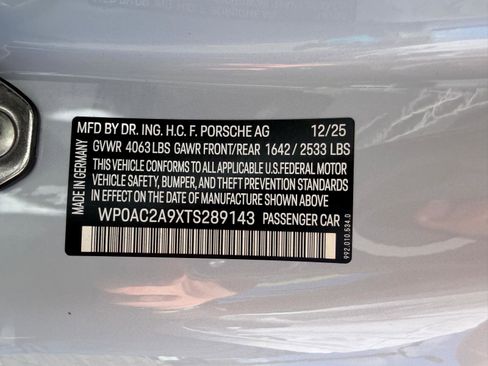 MFD BY DR. ING. H.C. F. PORSCHE AG 12/25
GVWR 4063 LBS GAWR FRONT/REAR 1642 / 2533 LBS
THIS VEHICLE CONFORMS TO ALL APPLICABLE U.S. FEDERAL MOTOR
VEHICLE SAFETY, BUMPER, AND THEFT PREVENTION STANDARDS
IN EFFECT ON THE DATE OF MANUFACTURE SHOWN ABOVE
WP0AC2A9XTS289143 PASSENGER CAR
MADE IN GERMANY
992.010.534.0